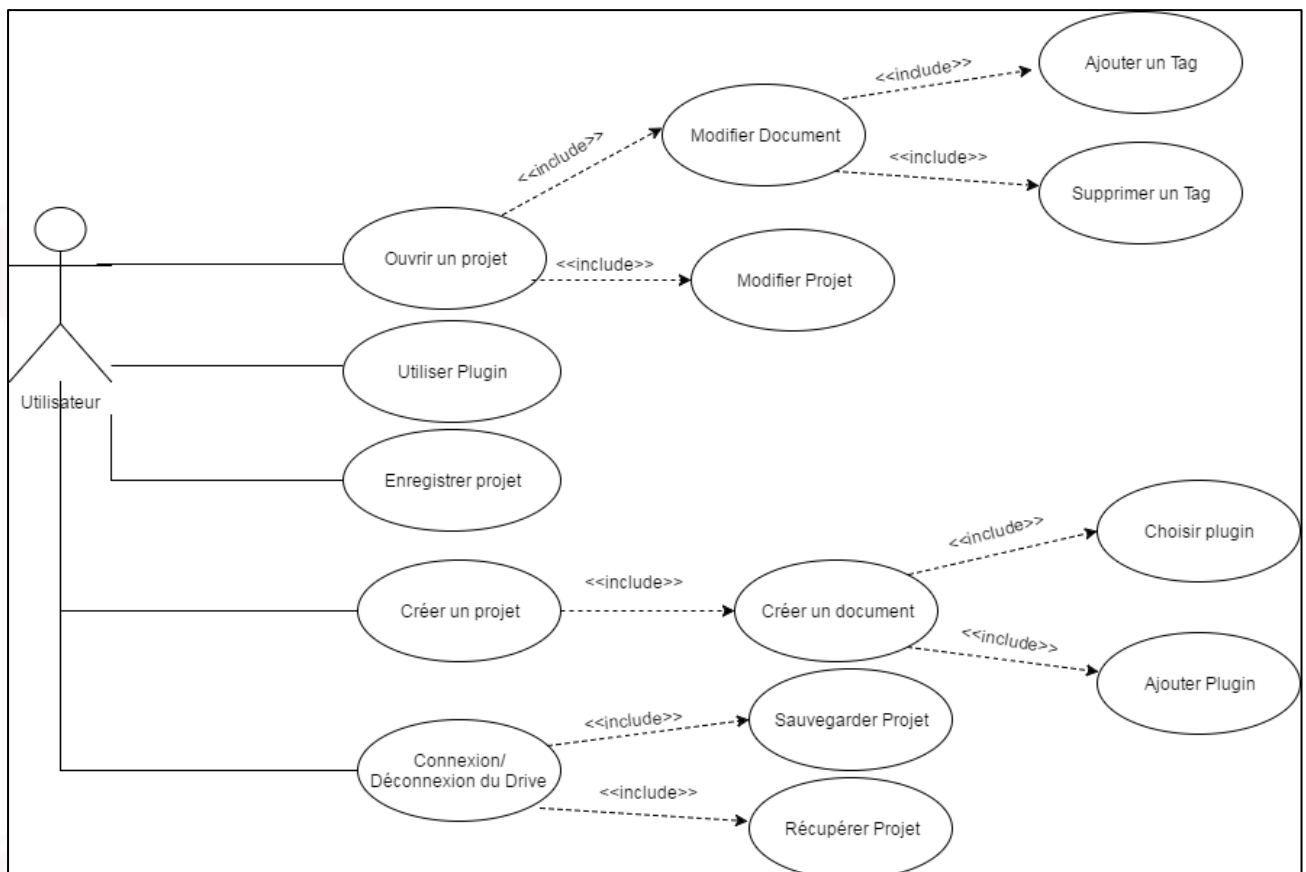 Ajouter un Tag
<<include>>
Modifier Document
<<include>>
<<include>>
Supprimer un Tag
Ouvrir un projet
<<include>>
Modifier Projet
Utiliser Plugin
Utilisateur
Enregistrer projet
<<include>>
Choisir plugin
<<include>>
Créer un projet
Créer un document
<<include>>
Ajouter Plugin
<<include>>
Sauvegarder Projet
Connexion/
Déconnexion du Drive
<<include>>
Récupérer Projet